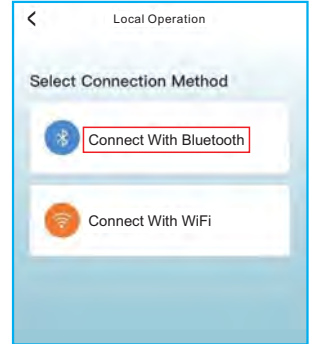 Local Operation
Select Connection Method
Connect With Bluetooth
Connect With WiFi